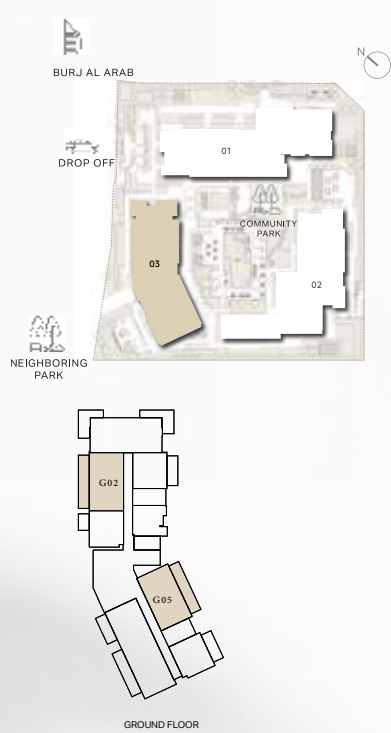 N
BURJ AL ARAB
DROP OFF
01
COMMUNITY
PARK
03
02
NEIGHBORING
PARK
G02
G05
GROUND FLOOR